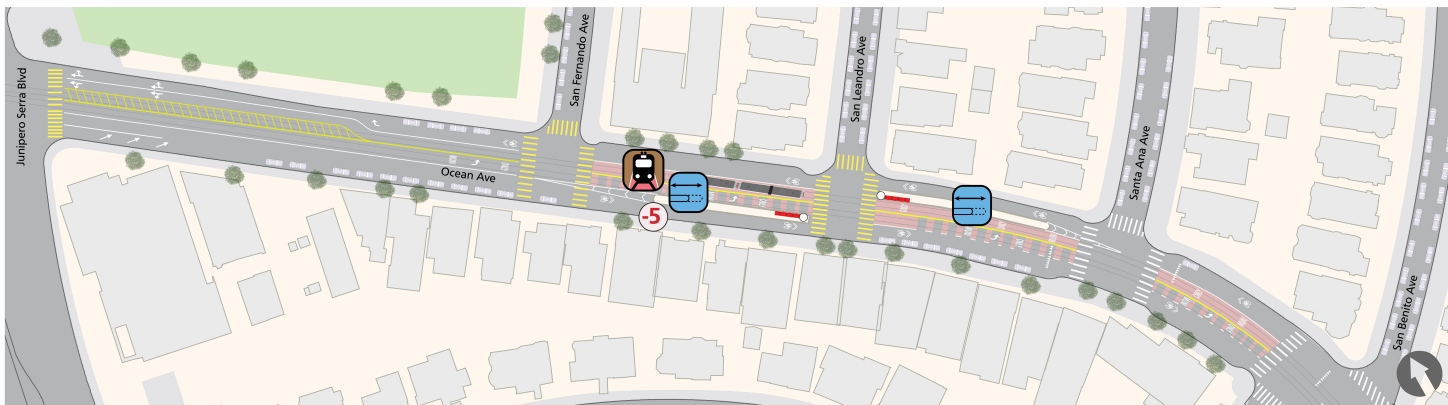 Junipero Serra Blvd
Ocean Ave
San Fernando Ave
-5
San Leandro Ave
Santa Ana Ave
San Benito Ave